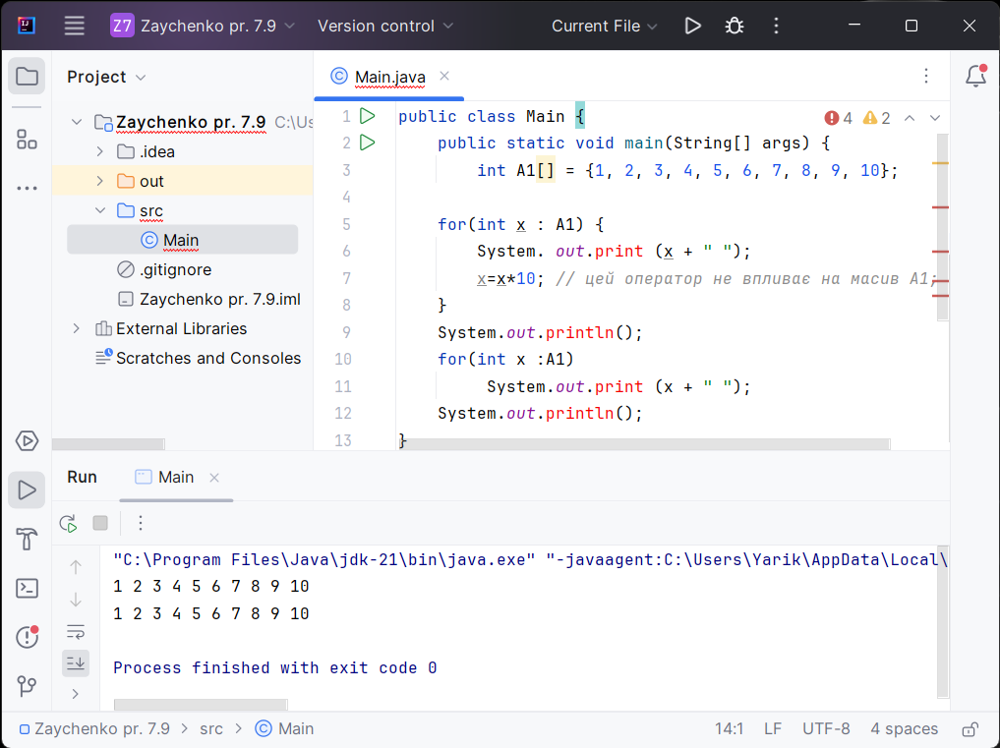 Z7 Zaychenko pr. 7.9 Version control Current File
Project
Main.java
Zaychenko pr. 7.9 C:\Us
.idea
out
src
Main
.gitignore
Zaychenko pr. 7.9.iml
External Libraries
Scratches and Consoles
4 2
1 public class Main {
2 public static void main(String[] args) {
3 int A1[] = {1, 2, 3, 4, 5, 6, 7, 8, 9, 10};
4
5 for(int x : A1) {
6 System. out.print (x + " ");
7 x=x*10; // цей оператор не впливає на масив A1;
8 }
9 System.out.println();
10 for(int x :A1)
11 System.out.print (x + " ");
12 System.out.println();
13 }
Run Main
"C:\Program Files\Java\jdk-21\bin\java.exe" "-javaagent:C:\Users\Yarik\AppData\Local\
1 2 3 4 5 6 7 8 9 10
1 2 3 4 5 6 7 8 9 10
Process finished with exit code 0
Zaychenko pr. 7.9 > src > Main 14:1 LF UTF-8 4 spaces